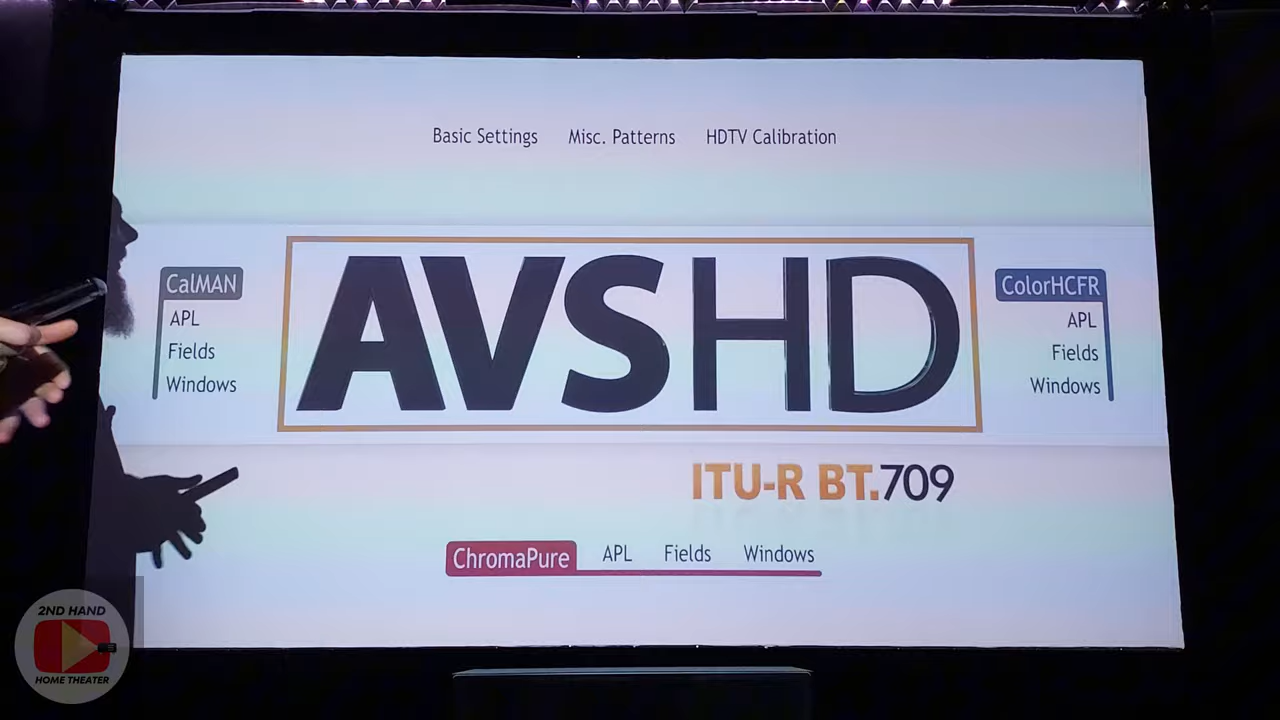 Basic Settings Misc. Patterns HDTV Calibration
CalMAN
APL
Fields
Windows
AVSHD
ColorHCFR
APL
Fields
Windows
ITU-R BT.709
ChromaPure APL Fields Windows
2ND HAND
HOME THEATER